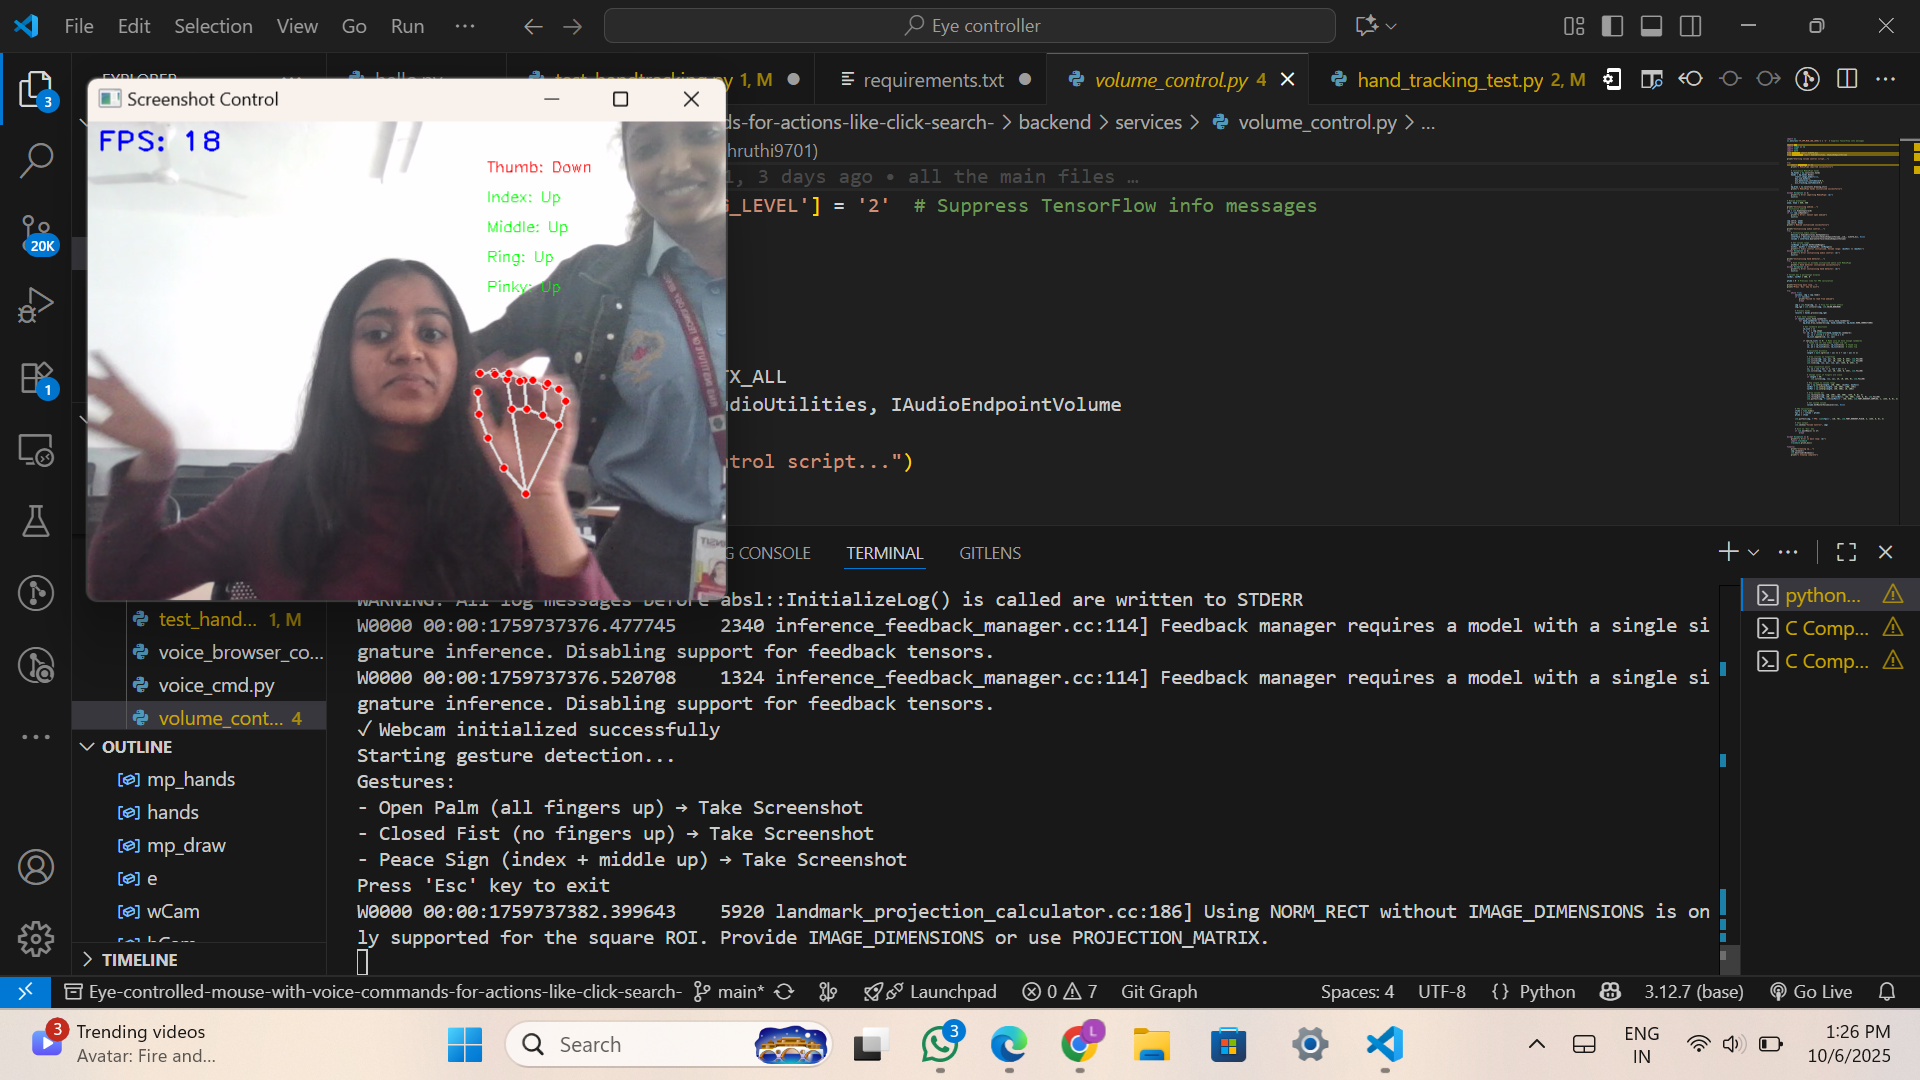 File Edit Selection View Go Run ...
Eye controller
EXPLORER
hello.py
test_handtracking.py 1, M
requirements.txt
volume_control.py 4
hand_tracking_test.py 2, M
ds-for-actions-like-click-search- > backend > services > volume_control.py > ...
hruthi9701)
3 days ago • all the main files …
G_LEVEL'] = '2' # Suppress TensorFlow info messages
TX_ALL
dioUtilities, IAudioEndpointVolume
trol script...")
Screenshot Control
FPS: 18
Thumb: Down
Index: Up
Middle: Up
Ring: Up
Pinky: Up
3
20K
1
G CONSOLE TERMINAL GITLENS
WARNING: All log messages before absl::InitializeLog() is called are written to STDERR
W0000 00:00:1759737376.477745 2340 inference_feedback_manager.cc:114] Feedback manager requires a model with a single si
gnature inference. Disabling support for feedback tensors.
W0000 00:00:1759737376.520708 1324 inference_feedback_manager.cc:114] Feedback manager requires a model with a single si
gnature inference. Disabling support for feedback tensors.
✓ Webcam initialized successfully
Starting gesture detection...
Gestures:
- Open Palm (all fingers up) → Take Screenshot
- Closed Fist (no fingers up) → Take Screenshot
- Peace Sign (index + middle up) → Take Screenshot
Press 'Esc' key to exit
W0000 00:00:1759737382.399643 5920 landmark_projection_calculator.cc:186] Using NORM_RECT without IMAGE_DIMENSIONS is on
ly supported for the square ROI. Provide IMAGE_DIMENSIONS or use PROJECTION_MATRIX.
python...
C Comp...
C Comp...
test_hand... 1, M
voice_browser_co...
voice_cmd.py
volume_cont... 4
OUTLINE
mp_hands
hands
mp_draw
e
wCam
TIMELINE
Eye-controlled-mouse-with-voice-commands-for-actions-like-click-search- main* Launchpad 0 7 Git Graph Spaces: 4 UTF-8 {} Python 3.12.7 (base) Go Live
3 Trending videos
Avatar: Fire and...
Search
3
L
ENG
IN
1:26 PM
10/6/2025